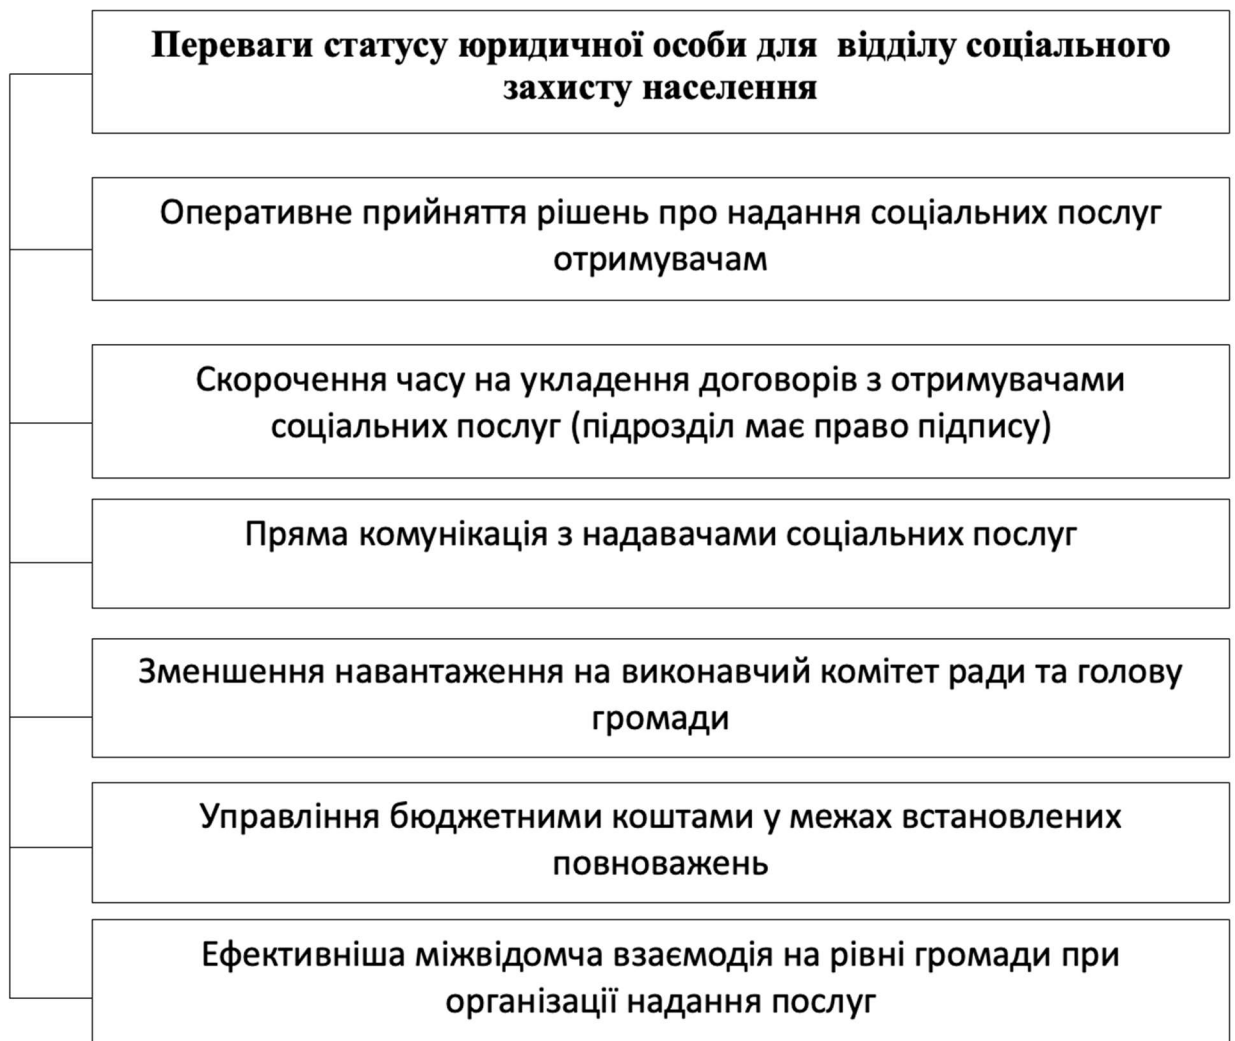 Переваги статусу юридичної особи для відділу соціального
захисту населення
Оперативне прийняття рішень про надання соціальних послуг
отримувачам
Скорочення часу на укладення договорів з отримувачами
соціальних послуг (підрозділ має право підпису)
Пряма комунікація з надавачами соціальних послуг
Зменшення навантаження на виконавчий комітет ради та голову
громади
Управління бюджетними коштами у межах встановлених
повноважень
Ефективніша міжвідомча взаємодія на рівні громади при
організації надання послуг